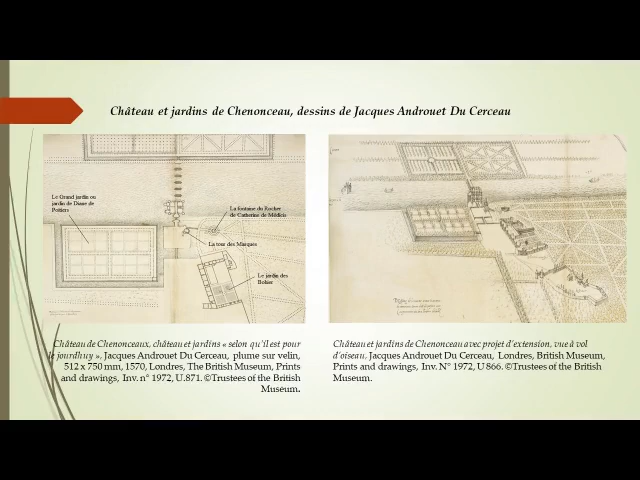 Château et jardins de Chenonceau, dessins de Jacques Androuet Du Cerceau
Le Grand jardin ou
jardin de Diane de
Poitiers
La fontaine du Rocher
de Catherine de Médicis
La tour des Marques
Le jardin des
Bohier
Château de Chenonceaux, château et jardins « selon qu'il est pour
le jourdhuy », Jacques Androuet Du Cerceau, plume sur velin,
512 x 750 mm, 1570, Londres, The British Museum, Prints
and drawings, Inv. n° 1972, U.871. ©Trustees of the British
Museum.
Château et jardins de Chenonceau avec projet d'extension, vue à vol
d'oiseau, Jacques Androuet Du Cerceau, Londres, British Museum,
Prints and drawings, Inv. N° 1972, U 866. ©Trustees of the British
Museum.